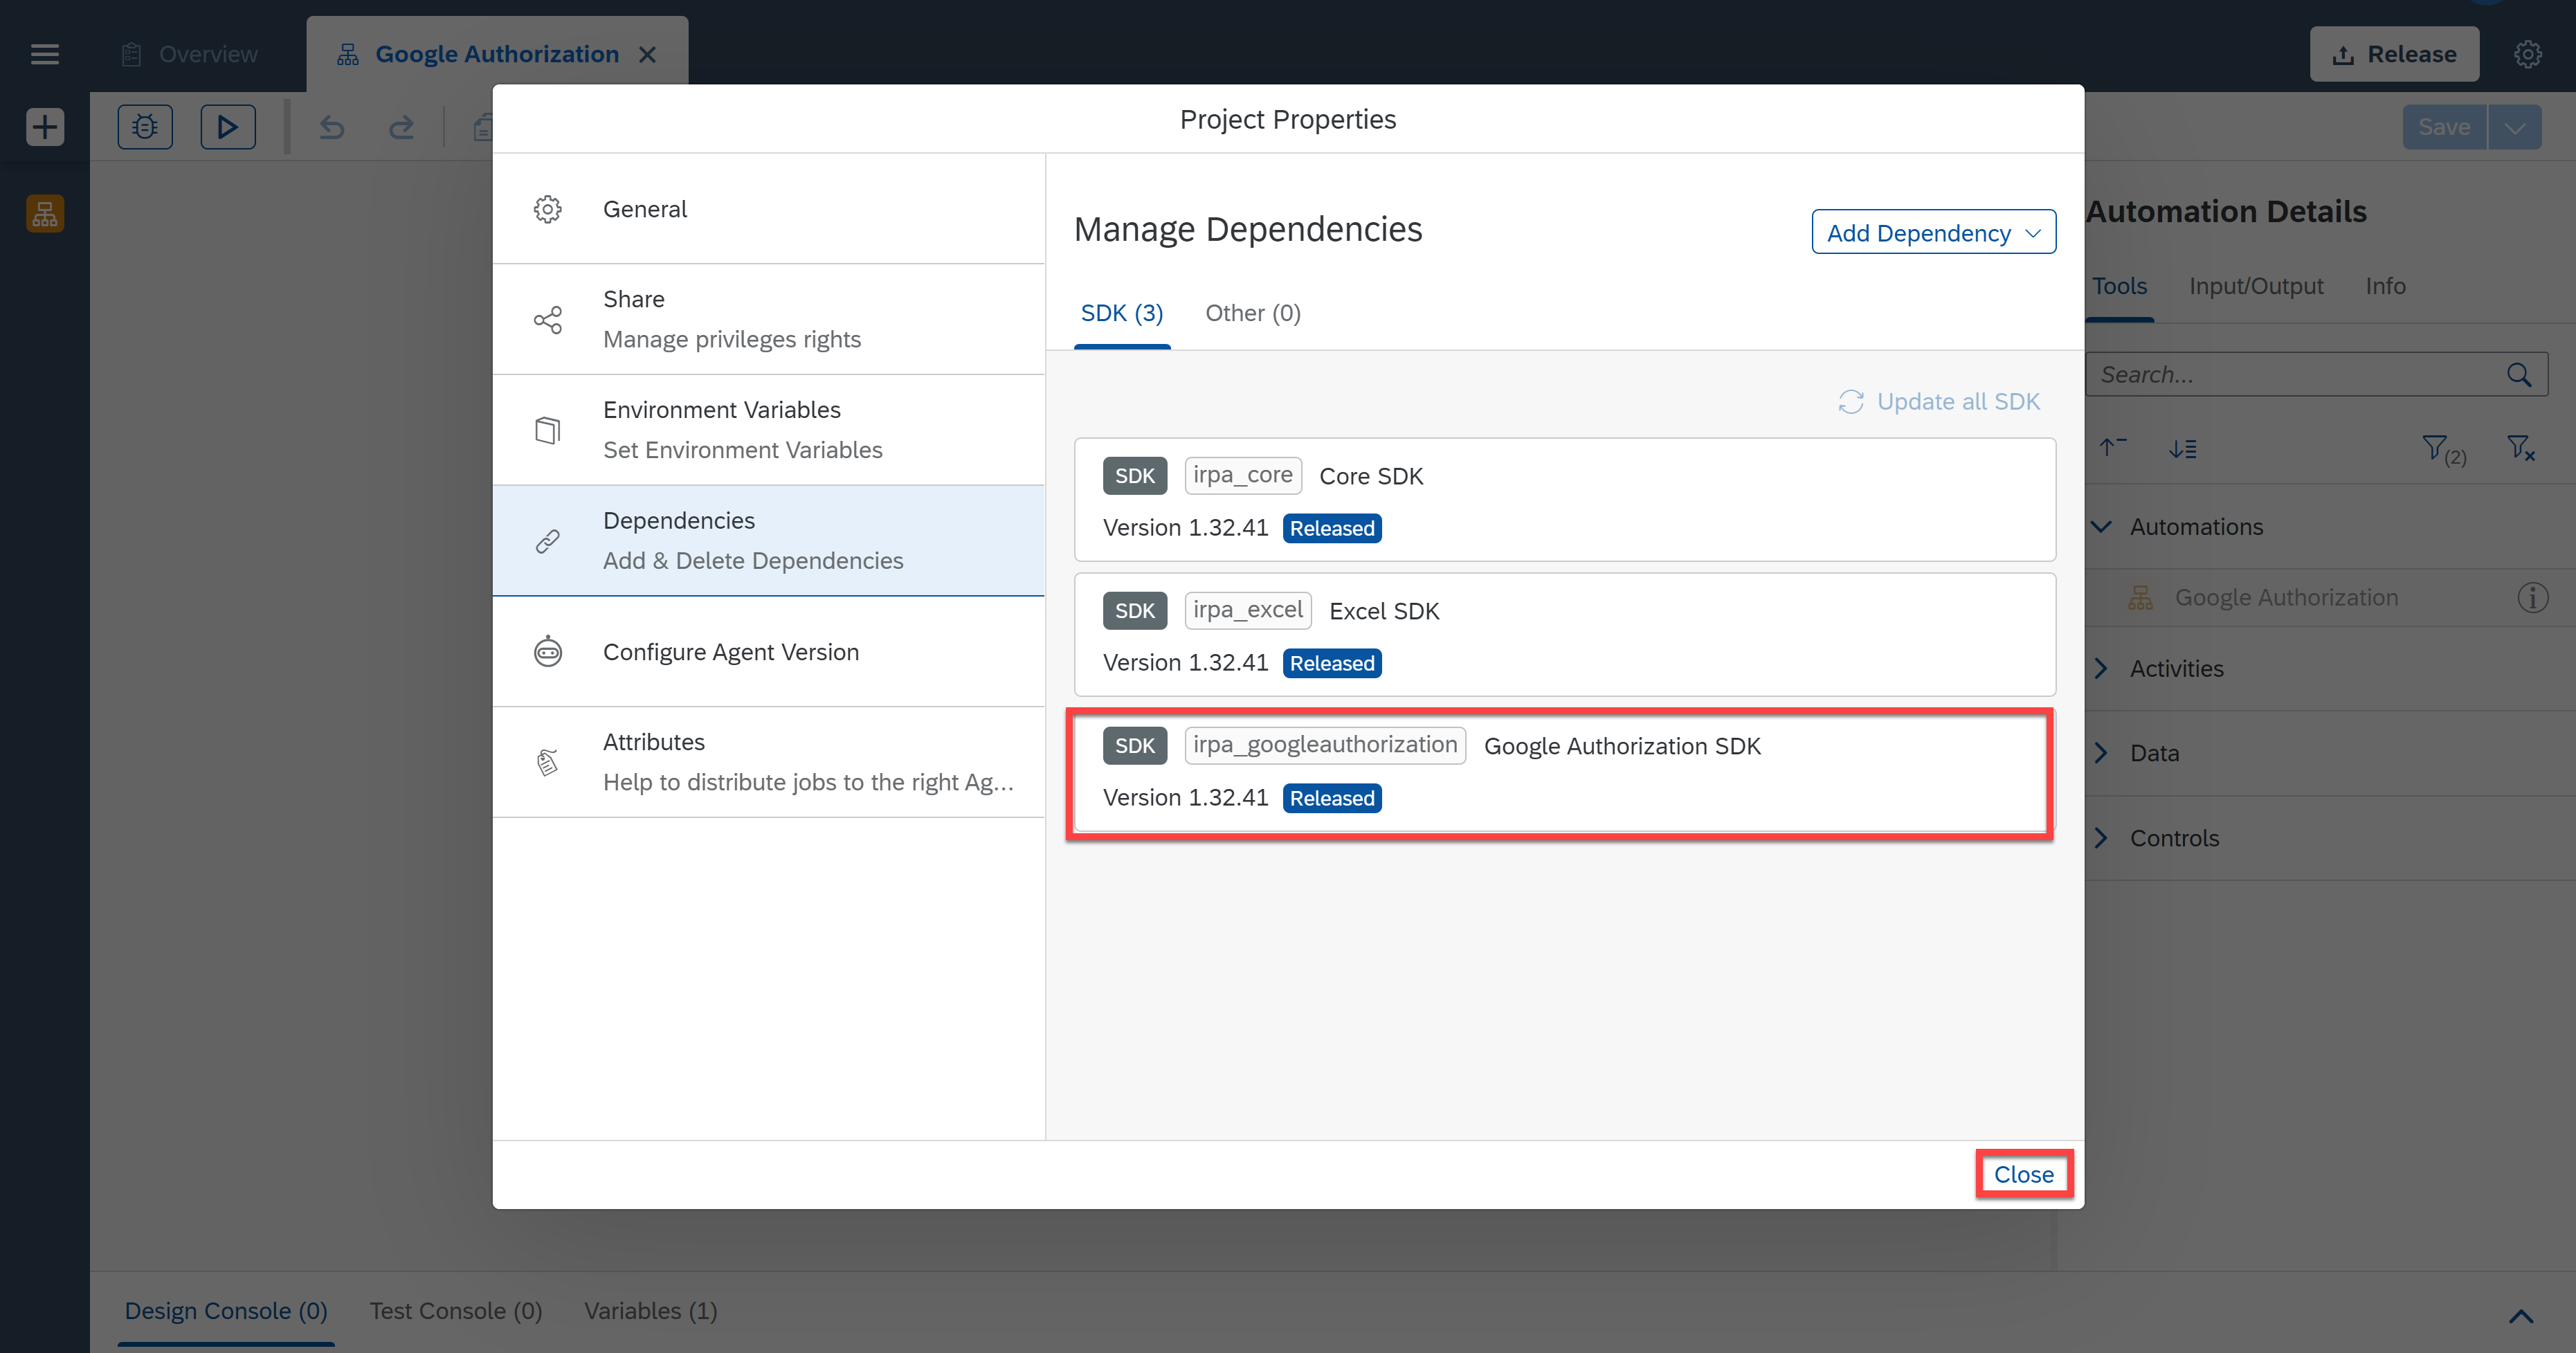 Overview
Google Authorization
Release
Save
Project Properties
General
Share
Manage privileges rights
Environment Variables
Set Environment Variables
Dependencies
Add & Delete Dependencies
Configure Agent Version
Attributes
Help to distribute jobs to the right Ag...
Manage Dependencies
Add Dependency
SDK (3)
Other (0)
Update all SDK
SDK irpa_core Core SDK
Version 1.32.41 Released
SDK irpa_excel Excel SDK
Version 1.32.41 Released
SDK irpa_googleauthorization Google Authorization SDK
Version 1.32.41 Released
Close
Automation Details
Tools Input/Output Info
Search...
(2)
Automations
Google Authorization
Activities
Data
Controls
Design Console (0) Test Console (0) Variables (1)